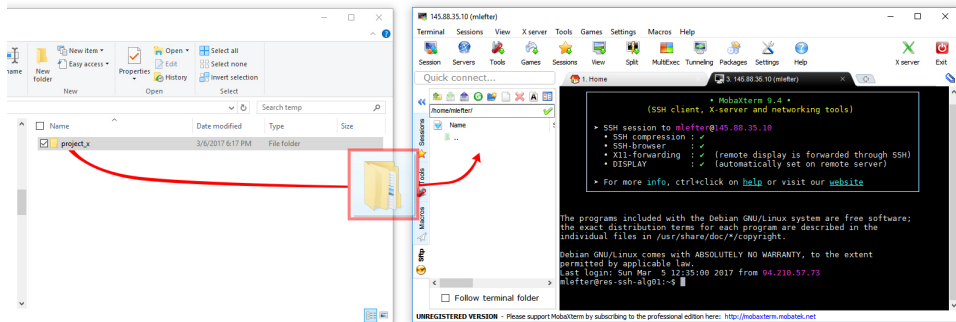 New item
Easy access
name
New
folder
New
Properties
Open
Edit
History
Open
Select all
Select none
Invert selection
Select
Search temp
Name
Date modified
Type
Size
project_x
3/6/2017 6:17 PM
File folder
145.88.35.10 (mlefter)
Terminal Sessions View X server Tools Games Settings Macros Help
Session Servers Tools Games Sessions View Split MultiExec Tunneling Packages Settings Help X server Exit
Quick connect...
1. Home
3. 145.88.35.10 (mlefter)
/home/mlefter/
Name
..
Sessions
Tools
Macros
Sftp
Follow terminal folder
• MobaXterm 9.4 •
(SSH client, X-server and networking tools)
➤ SSH session to mlefter@145.88.35.10
• SSH compression : ✔
• SSH-browser : ✔
• X11-forwarding : ✔ (remote display is forwarded through SSH)
• DISPLAY : ✔ (automatically set on remote server)
➤ For more info, ctrl+click on help or visit our website
The programs included with the Debian GNU/Linux system are free software;
the exact distribution terms for each program are described in the
individual files in /usr/share/doc/*/copyright.
Debian GNU/Linux comes with ABSOLUTELY NO WARRANTY, to the extent
permitted by applicable law.
Last login: Sun Mar  5 12:35:00 2017 from 94.210.57.73
mlefter@res-ssh-alg01:~$
UNREGISTERED VERSION - Please support MobaXterm by subscribing to the professional edition here: http://mobaxterm.mobatek.net